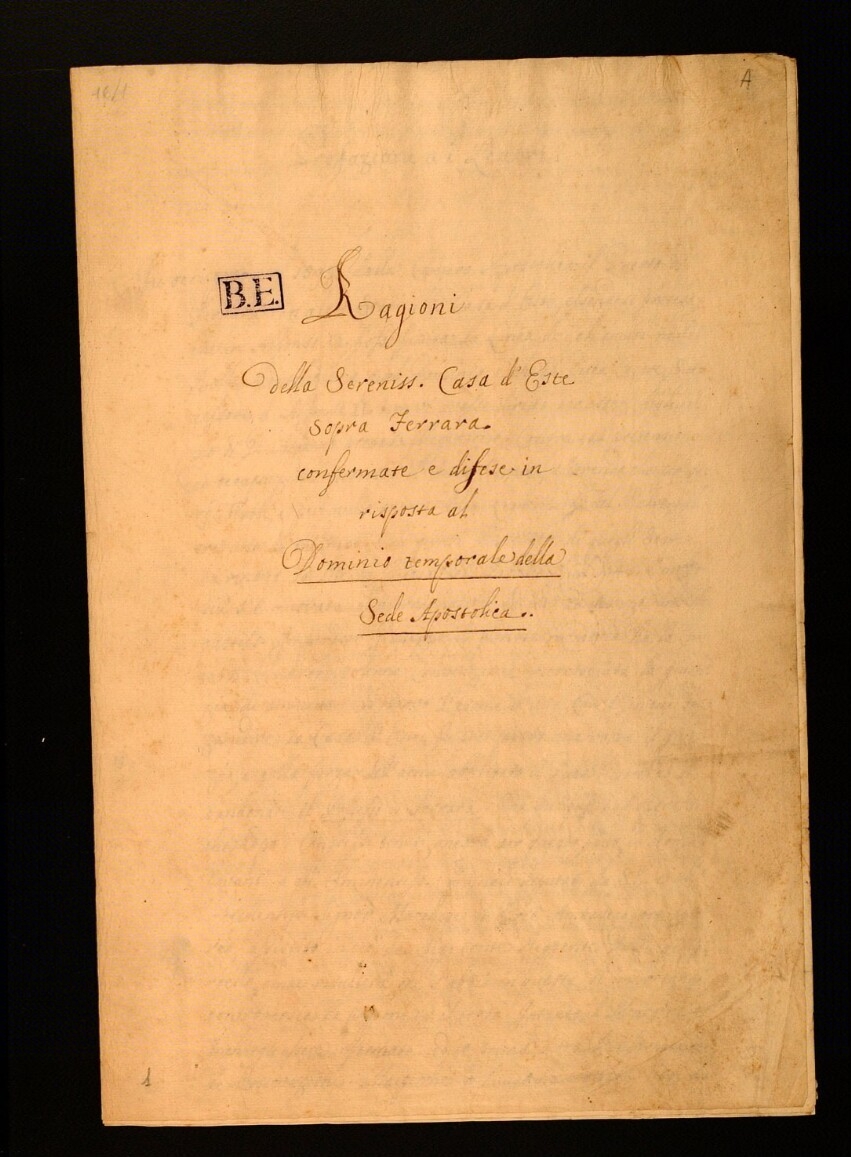 A
B.E.
Ragioni
della Sereniss. Casa d'Este
sopra Ferrara.
confermate e difese in
risposta al
Dominio temporale della
Sede Apostolica.
1